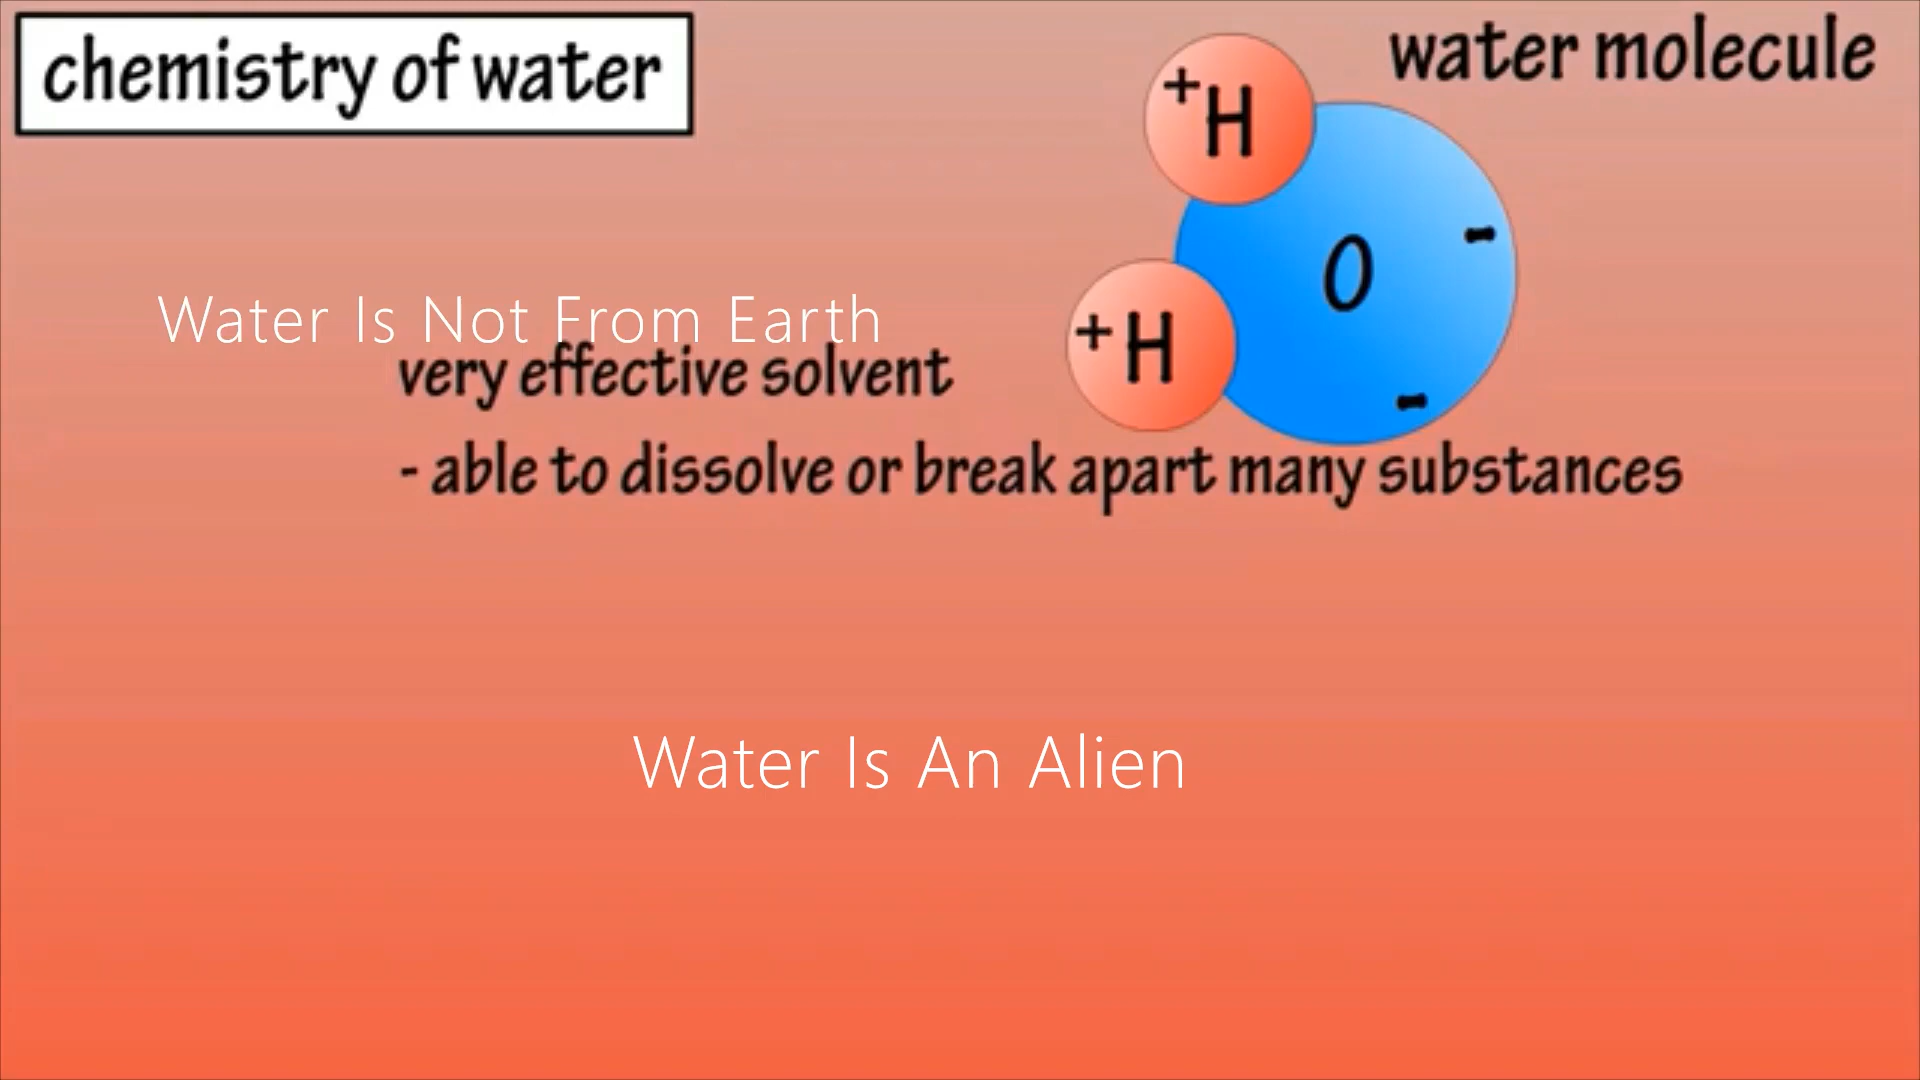 chemistry of water
water molecule
+H
O
-
+H
-
Water Is Not From Earth
very effective solvent
- able to dissolve or break apart many substances
Water Is An Alien